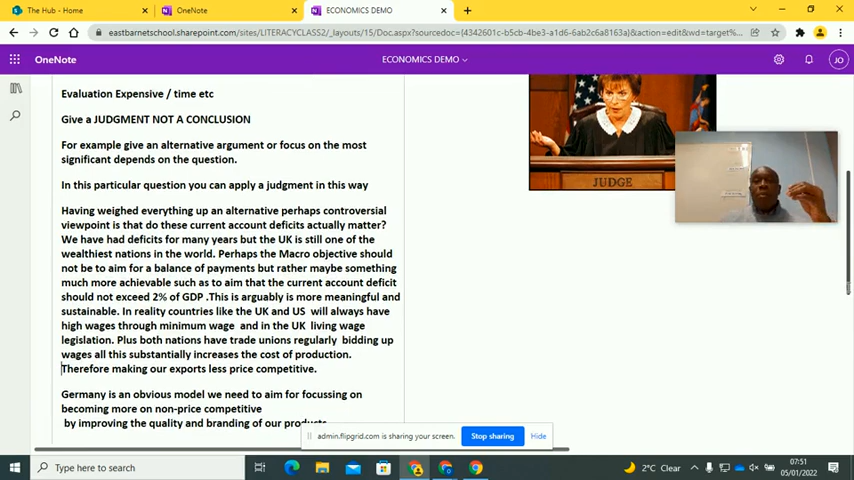 The Hub - Home
OneNote
ECONOMICS DEMO
eastbarnetschool.sharepoint.com/sites/LITERACYCLASS2/_layouts/15/Doc.aspx?sourcedoc={4342601c-b5cb-4be3-a1d6-6ab2c6a8163a}&action=edit&wd=target%...
OneNote
ECONOMICS DEMO
JO
Evaluation Expensive / time etc
Give a JUDGMENT NOT A CONCLUSION
For example give an alternative argument or focus on the most
significant depends on the question.
In this particular question you can apply a judgment in this way
Having weighed everything up an alternative perhaps controversial
viewpoint is that do these current account deficits actually matter?
We have had deficits for many years but the UK is still one of the
wealthiest nations in the world. Perhaps the Macro objective should
not be to aim for a balance of payments but rather maybe something
much more achievable such as to aim that the current account deficit
should not exceed 2% of GDP .This is arguably is more meaningful and
sustainable. In reality countries like the UK and US will always have
high wages through minimum wage and in the UK living wage
legislation. Plus both nations have trade unions regularly bidding up
wages all this substantially increases the cost of production.
Therefore making our exports less price competitive.
Germany is an obvious model we need to aim for focussing on
becoming more on non-price competitive
by improving the quality and branding of our products
JUDGE
admin.flipgrid.com is sharing your screen.
Stop sharing
Hide
Type here to search
2°C Clear
07:51
05/01/2022